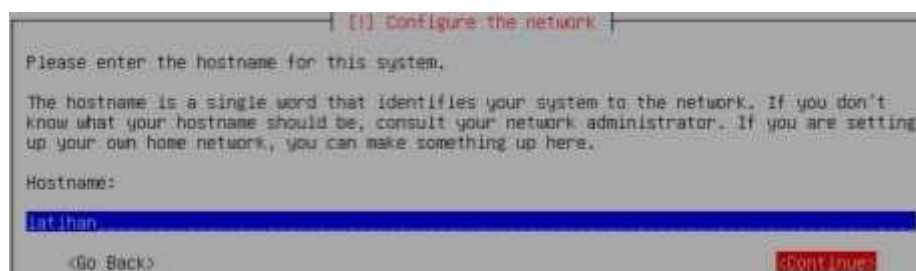 [!] Configure the network
Please enter the hostname for this system.
The hostname is a single word that identifies your system to the network. If you don't
know what your hostname should be, consult your network administrator. If you are setting
up your own home network, you can make something up here.
Hostname:
latihan
<Go Back> <Continue>